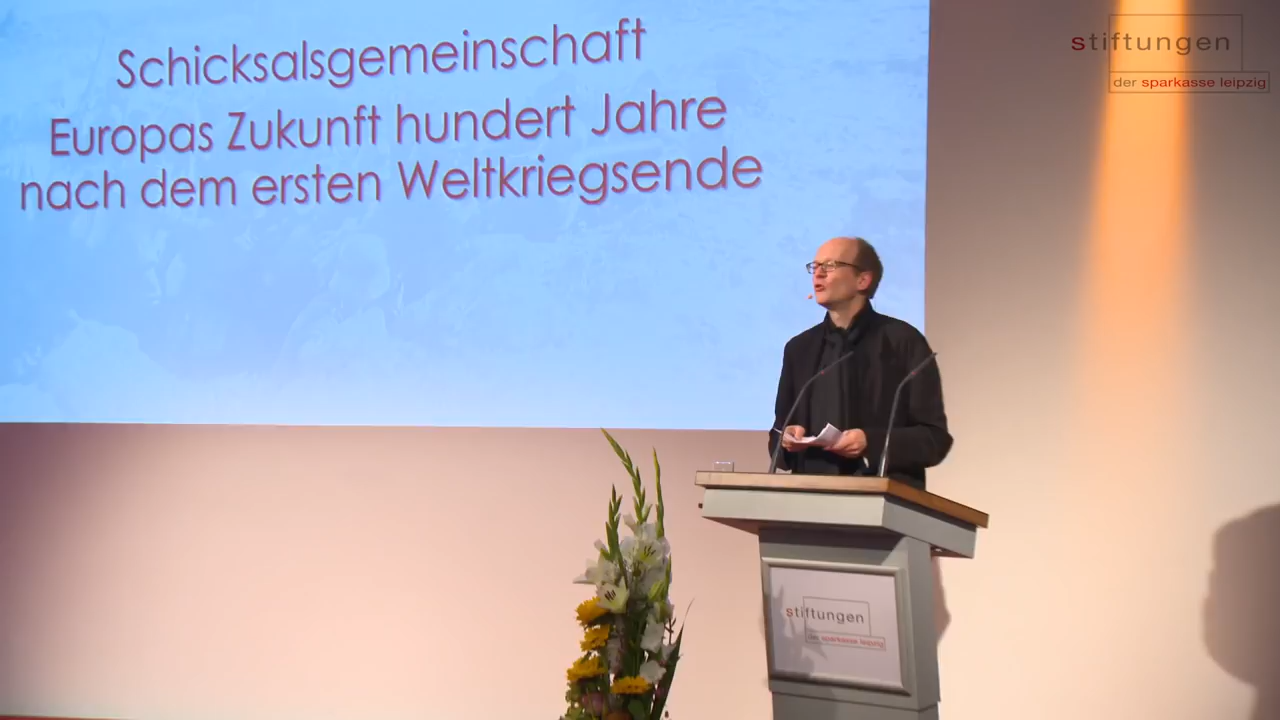 Schicksalsgemeinschaft
Europas Zukunft hundert Jahre
nach dem ersten Weltkriegsende
stiftungen
der sparkasse leipzig
stiftungen
der sparkasse leipzig